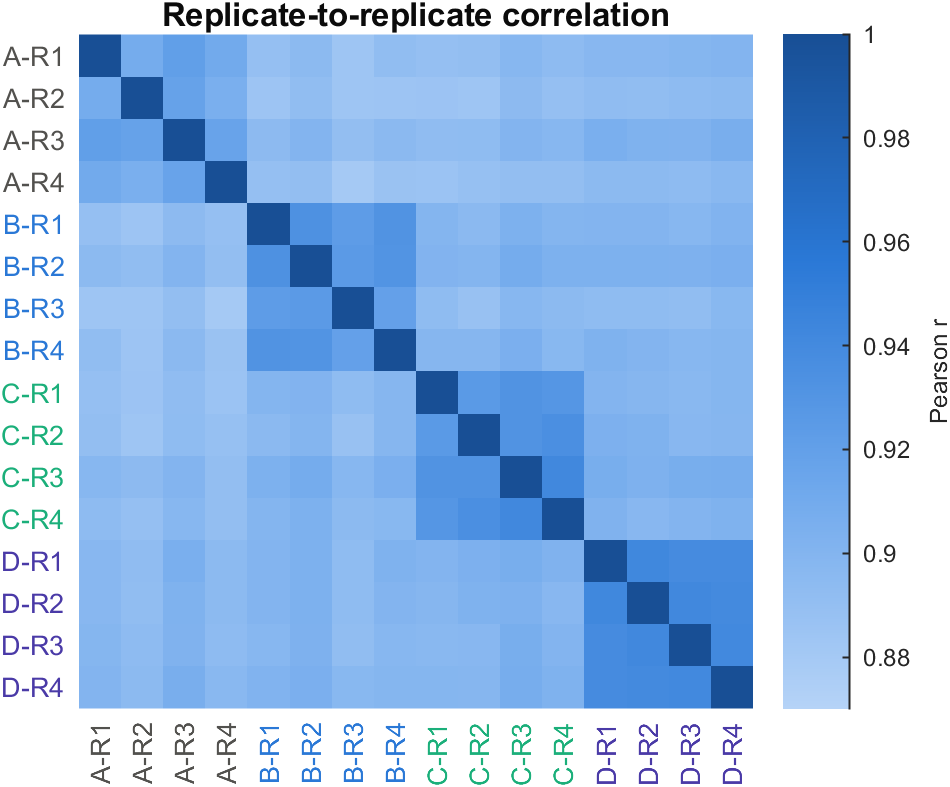 Replicate-to-replicate correlation
A-R1
A-R2
A-R3
A-R4
B-R1
B-R2
B-R3
B-R4
C-R1
C-R2
C-R3
C-R4
D-R1
D-R2
D-R3
D-R4
A-R1
A-R2
A-R3
A-R4
B-R1
B-R2
B-R3
B-R4
C-R1
C-R2
C-R3
C-R4
D-R1
D-R2
D-R3
D-R4
1
0.98
0.96
0.94
0.92
0.9
0.88
Pearson r